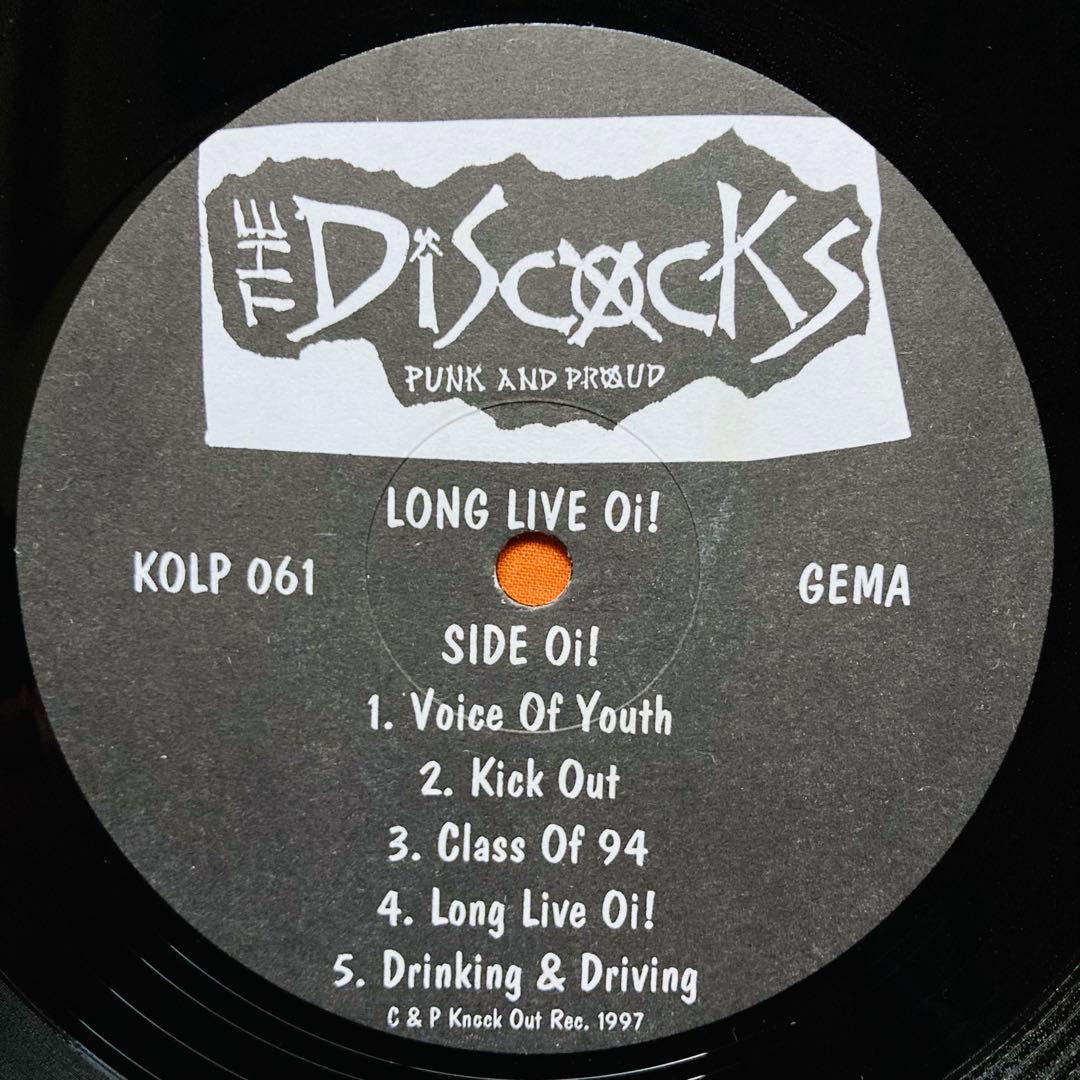 THE DiScocKs
PUNK AND PROUD
LONG LIVE Oi!
KOLP 061
GEMA
SIDE Oi!
1. Voice Of Youth
2. Kick Out
3. Class Of 94
4. Long Live Oi!
5. Drinking & Driving
C & P Knock Out Rec. 1997